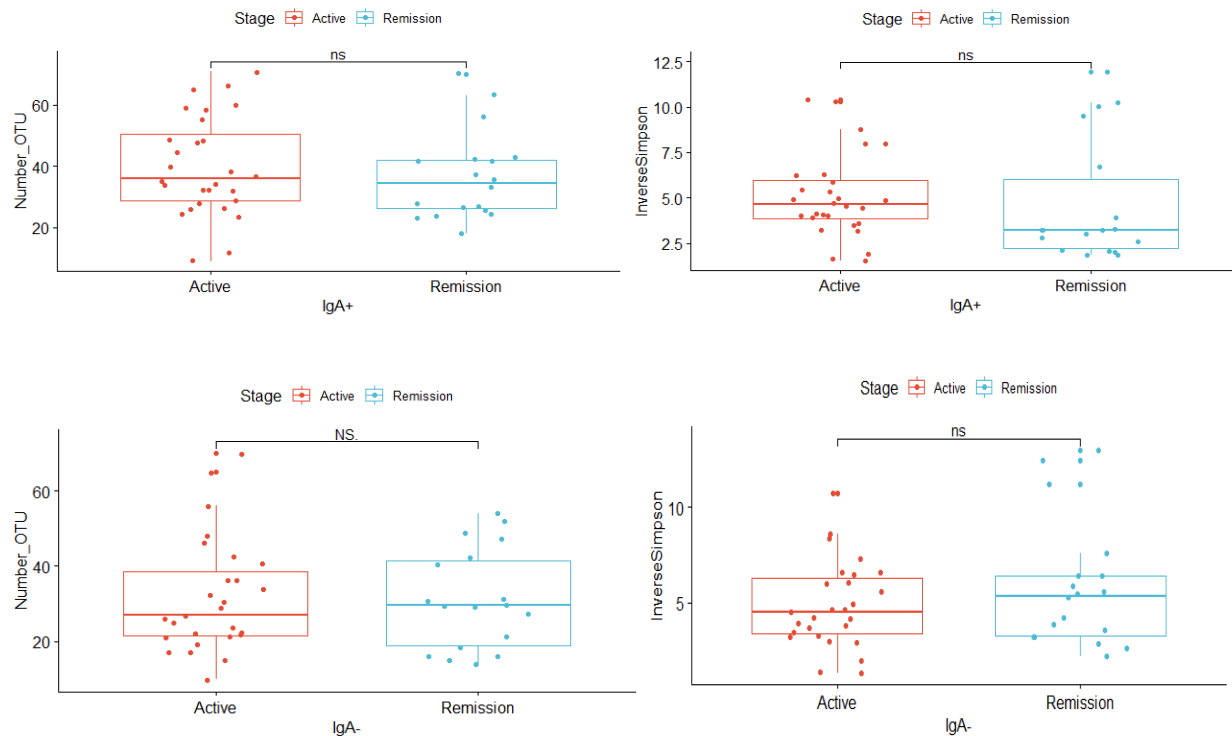 Stage Active Remission
ns
Number_OTU
60
40
20
Active Remission
IgA+
Stage Active Remission
ns
InverseSimpson
12.5
10.0
7.5
5.0
2.5
Active Remission
IgA+
Stage Active Remission
NS.
Number_OTU
60
40
20
Active Remission
IgA-
Stage Active Remission
ns
InverseSimpson
10
5
Active Remission
IgA-